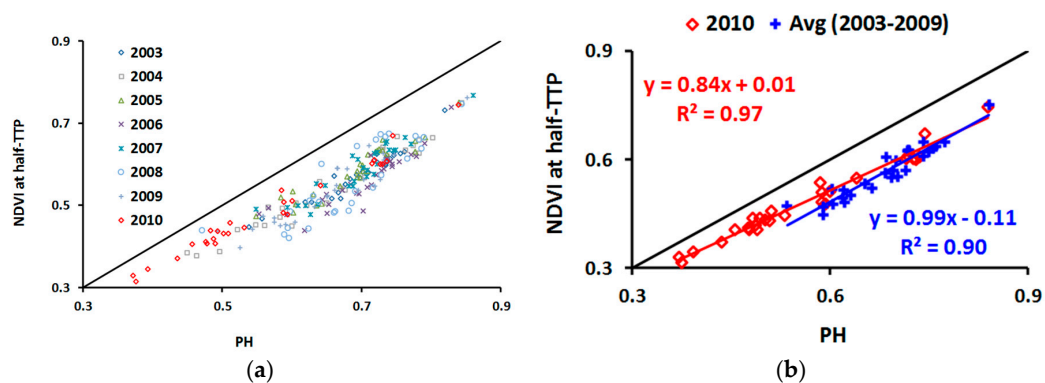 (a)
NDVI at half-TTP
0.9
0.7
0.5
0.3
2003
2004
2005
2006
2007
2008
2009
2010
0.3 0.5 0.7 0.9
PH
(b)
2010 Avg (2003-2009)
NDVI at half-TTP
0.9
0.6
0.3
y = 0.84x + 0.01
R² = 0.97
y = 0.99x - 0.11
R² = 0.90
0.3 0.6 0.9
PH
(a) (b)